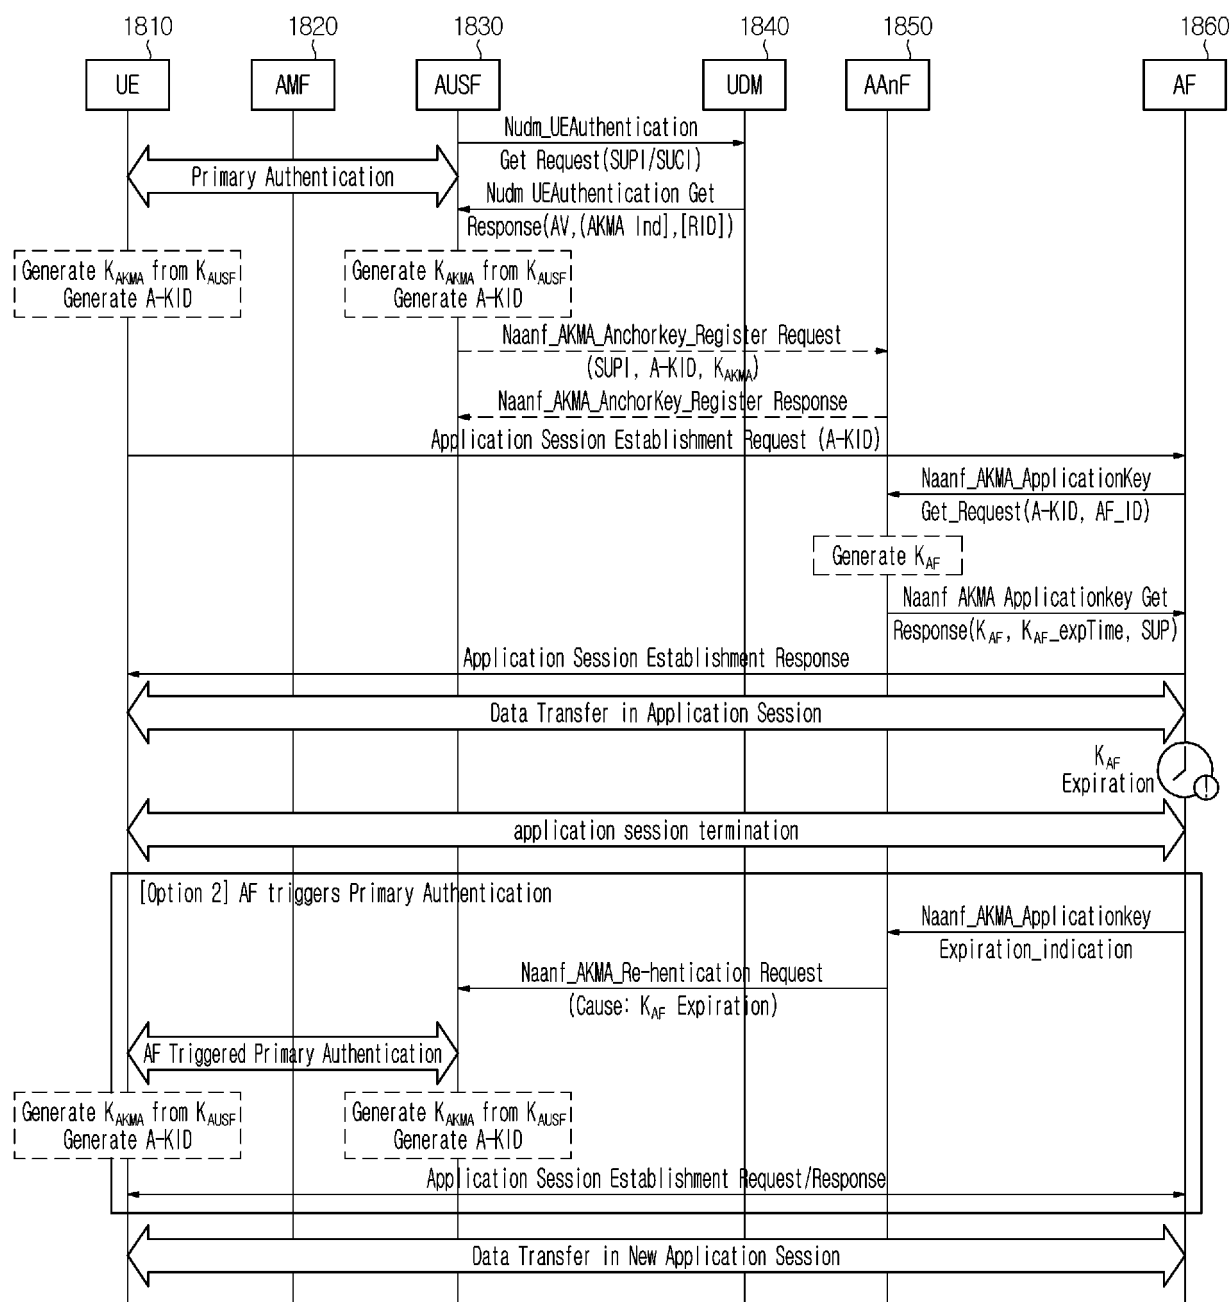 1810 1820 1830 1840 1850 1860
UE AMF AUSF UDM AAnF AF
Nudm_UEAuthentication
Get Request(SUPI/SUCI)
Primary Authentication
Nudm UEAuthentication Get
Response(AV,(AKMA Ind],[RID])
Generate KAKMA from KAUSF
Generate A-KID
Generate KAKMA from KAUSF
Generate A-KID
Naanf_AKMA_Anchorkey_Register Request
(SUPI, A-KID, KAKMA)
Naanf_AKMA_AnchorKey_Register Response
Application Session Establishment Request (A-KID)
Naanf_AKMA_ApplicationKey
Get_Request(A-KID, AF_ID)
Generate KAF
Naanf AKMA Applicationkey Get
Response(KAF, KAF_expTime, SUP)
Application Session Establishment Response
Data Transfer in Application Session
KAF
Expiration
application session termination
[Option 2] AF triggers Primary Authentication
Naanf_AKMA_Applicationkey
Expiration_indication
Naanf_AKMA_Re-hentication Request
(Cause: KAF Expiration)
AF Triggered Primary Authentication
Generate KAKMA from KAUSF
Generate A-KID
Generate KAKMA from KAUSF
Generate A-KID
Application Session Establishment Request/Response
Data Transfer in New Application Session